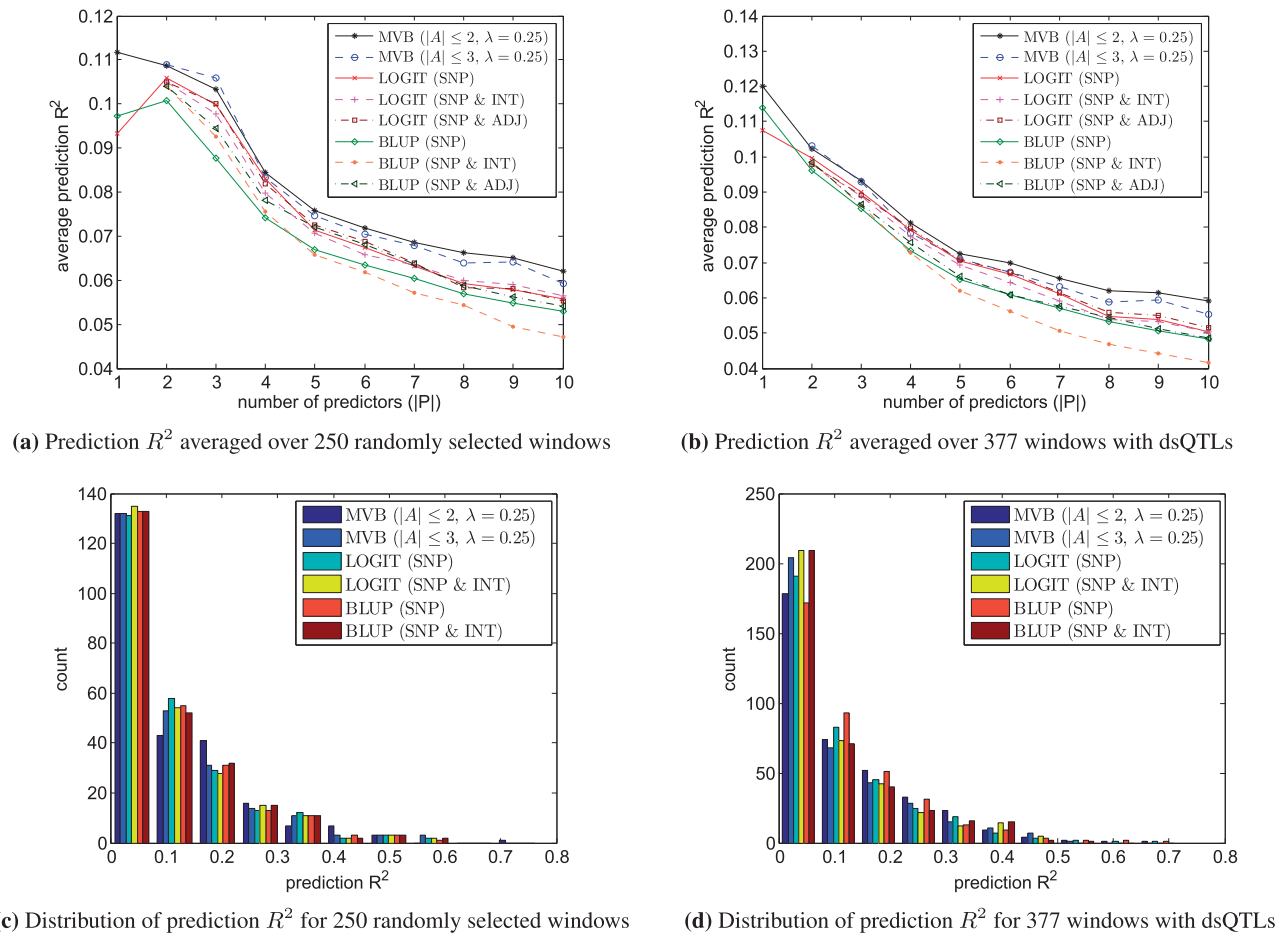 0.12
0.11
0.1
0.09
0.08
0.07
0.06
0.05
0.04
average prediction R²
1 2 3 4 5 6 7 8 9 10
number of predictors (|P|)
MVB (|A| ≤ 2, λ = 0.25)
MVB (|A| ≤ 3, λ = 0.25)
LOGIT (SNP)
LOGIT (SNP & INT)
LOGIT (SNP & ADJ)
BLUP (SNP)
BLUP (SNP & INT)
BLUP (SNP & ADJ)
(a) Prediction R² averaged over 250 randomly selected windows
0.14
0.13
0.12
0.11
0.1
0.09
0.08
0.07
0.06
0.05
0.04
average prediction R²
1 2 3 4 5 6 7 8 9 10
number of predictors (|P|)
MVB (|A| ≤ 2, λ = 0.25)
MVB (|A| ≤ 3, λ = 0.25)
LOGIT (SNP)
LOGIT (SNP & INT)
LOGIT (SNP & ADJ)
BLUP (SNP)
BLUP (SNP & INT)
BLUP (SNP & ADJ)
(b) Prediction R² averaged over 377 windows with dsQTLs
140
120
100
80
60
40
20
0
count
0 0.1 0.2 0.3 0.4 0.5 0.6 0.7 0.8
prediction R²
MVB (|A| ≤ 2, λ = 0.25)
MVB (|A| ≤ 3, λ = 0.25)
LOGIT (SNP)
LOGIT (SNP & INT)
BLUP (SNP)
BLUP (SNP & INT)
(c) Distribution of prediction R² for 250 randomly selected windows
250
200
150
100
50
0
count
0 0.1 0.2 0.3 0.4 0.5 0.6 0.7 0.8
prediction R²
MVB (|A| ≤ 2, λ = 0.25)
MVB (|A| ≤ 3, λ = 0.25)
LOGIT (SNP)
LOGIT (SNP & INT)
BLUP (SNP)
BLUP (SNP & INT)
(d) Distribution of prediction R² for 377 windows with dsQTLs